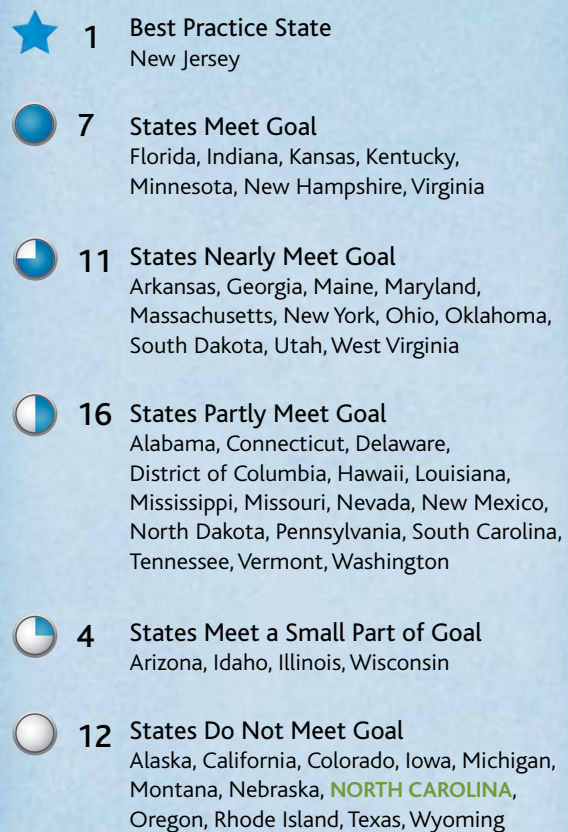 1 Best Practice State
New Jersey
7 States Meet Goal
Florida, Indiana, Kansas, Kentucky,
Minnesota, New Hampshire, Virginia
11 States Nearly Meet Goal
Arkansas, Georgia, Maine, Maryland,
Massachusetts, New York, Ohio, Oklahoma,
South Dakota, Utah, West Virginia
16 States Partly Meet Goal
Alabama, Connecticut, Delaware,
District of Columbia, Hawaii, Louisiana,
Mississippi, Missouri, Nevada, New Mexico,
North Dakota, Pennsylvania, South Carolina,
Tennessee, Vermont, Washington
4 States Meet a Small Part of Goal
Arizona, Idaho, Illinois, Wisconsin
12 States Do Not Meet Goal
Alaska, California, Colorado, Iowa, Michigan,
Montana, Nebraska, NORTH CAROLINA,
Oregon, Rhode Island, Texas, Wyoming